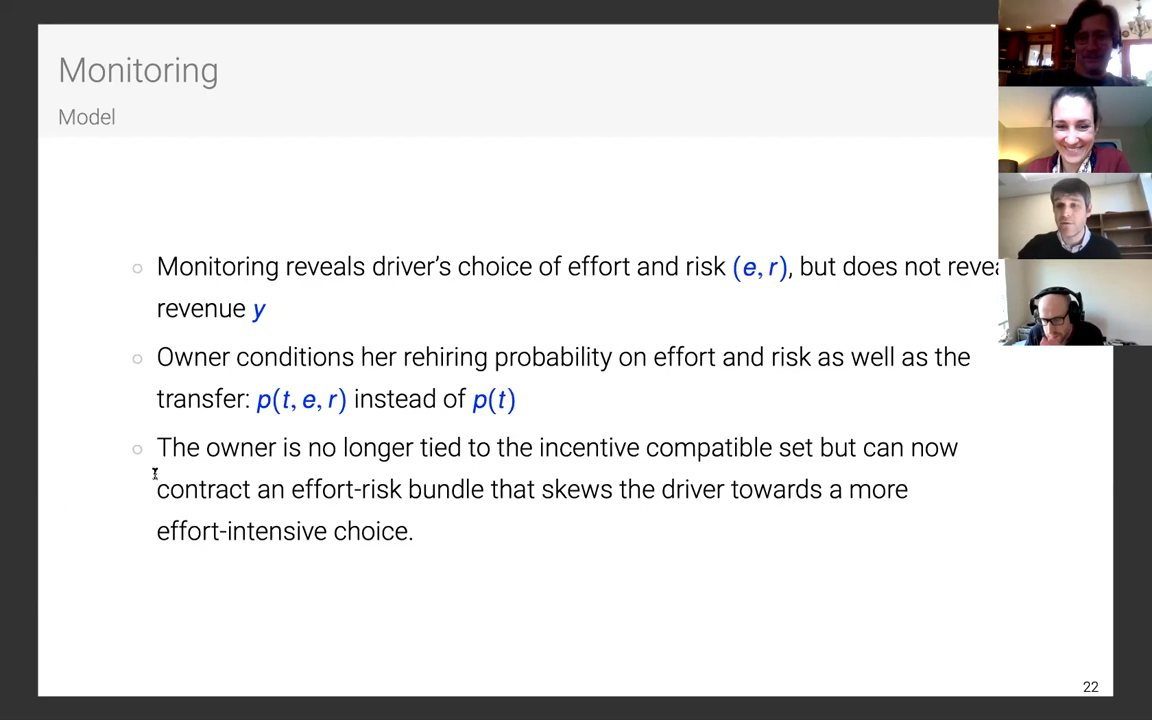 Monitoring
Model
Monitoring reveals driver's choice of effort and risk (e, r), but does not
revenue y
Owner conditions her rehiring probability on effort and risk as well as the
transfer: p(t, e, r) instead of p(t)
The owner is no longer tied to the incentive compatible set but can now
contract an effort-risk bundle that skews the driver towards a more
effort-intensive choice.
22